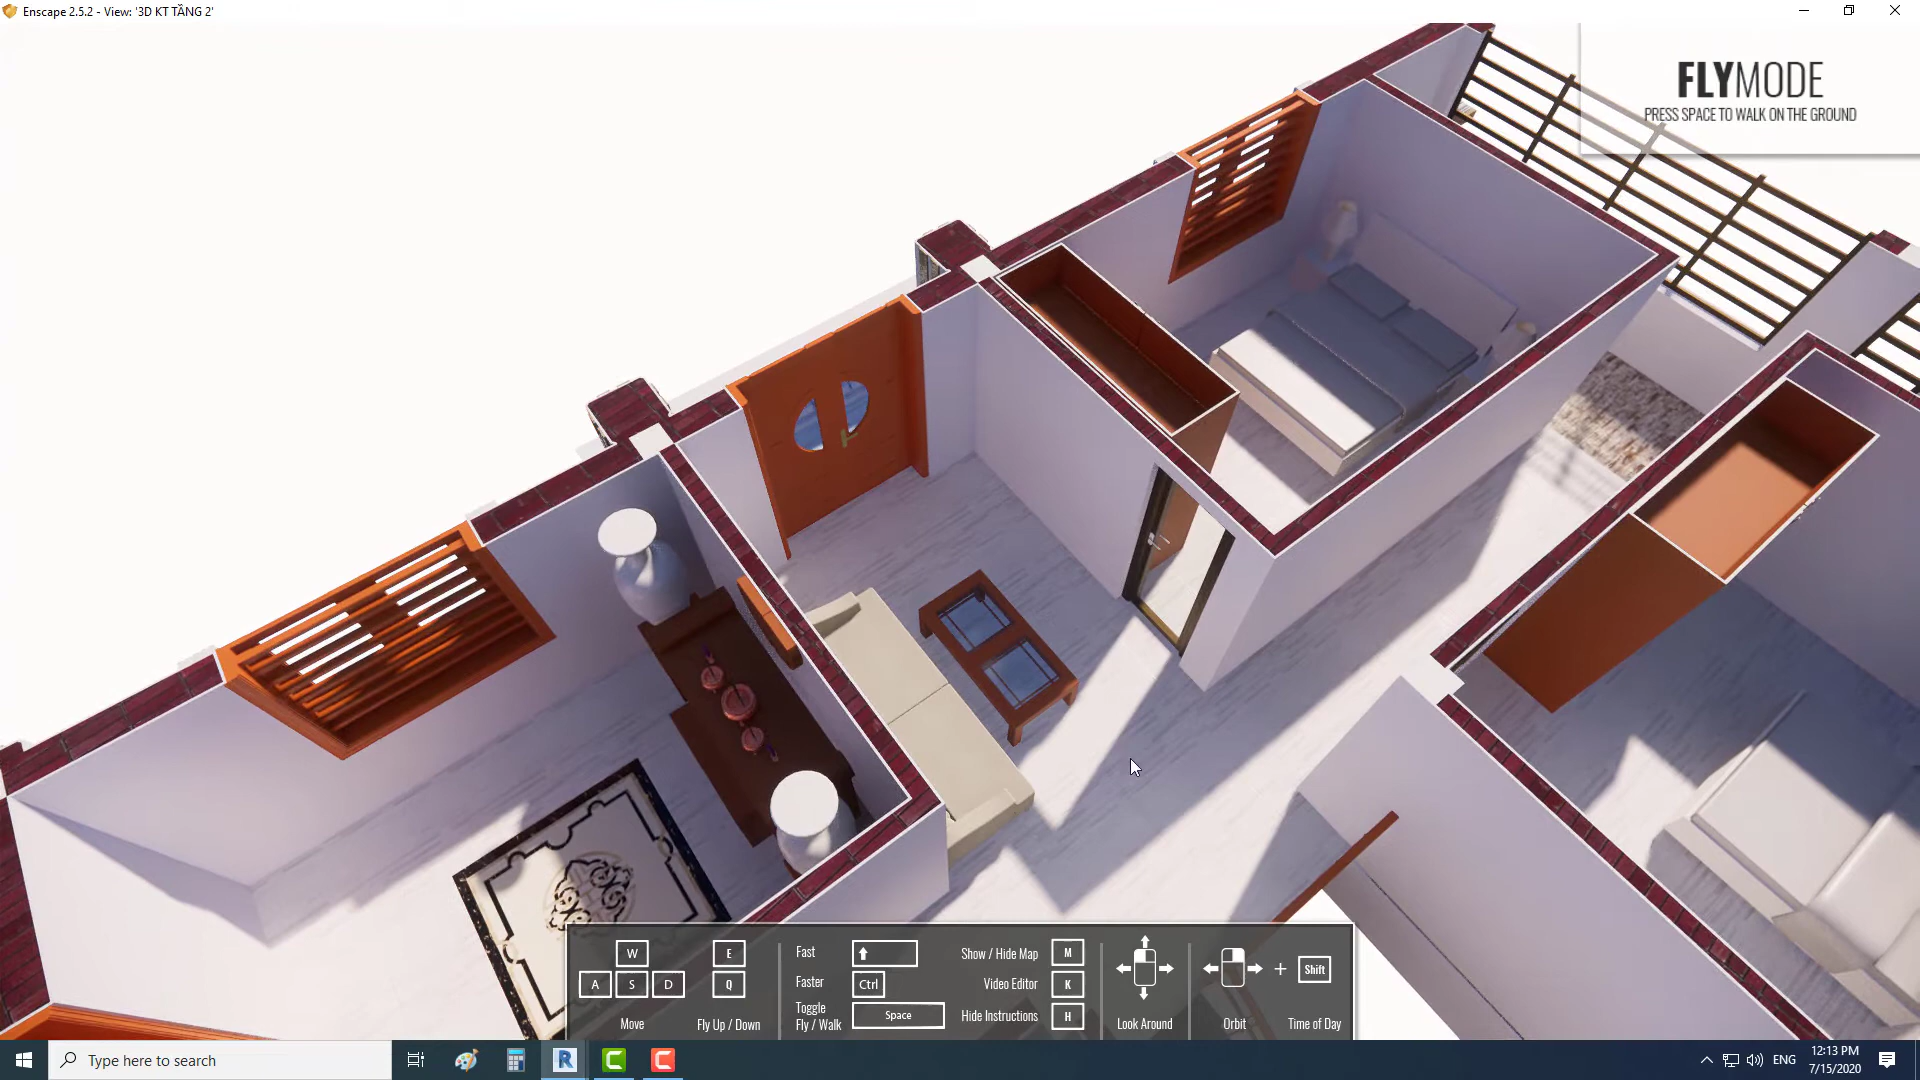 Enscape 2.5.2 - View: '3D KT TẦNG 2'
FLYMODE
PRESS SPACE TO WALK ON THE GROUND
W
A S D
Move
E
Q
Fly Up / Down
Fast
Faster Ctrl
Toggle
Fly / Walk Space
Show / Hide Map M
Video Editor K
Hide Instructions H
Look Around
Orbit
+ Shift
Time of Day
Type here to search
R
C
C
ENG
12:13 PM
7/15/2020